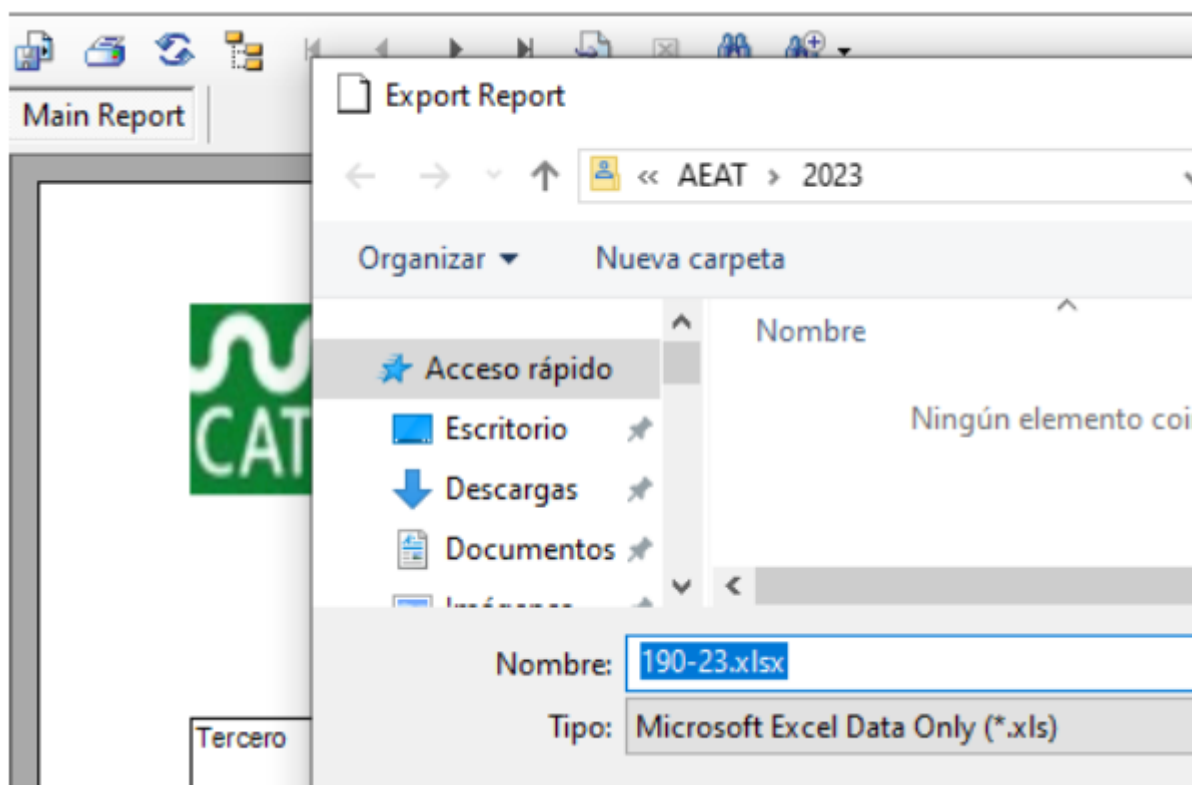 Export Report
Main Report
« AEAT > 2023
Organizar Nueva carpeta
Nombre
Acceso rápido
Ningún elemento
CAT
Escritorio
Descargas
Documentos
Nombre: 190-23.xlsx
Tipo: Microsoft Excel Data Only (*.xls)
Tercero